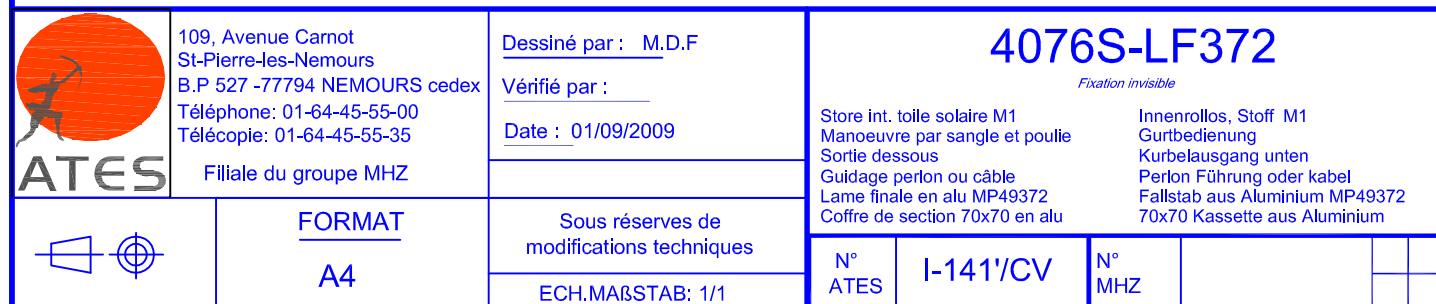 109, Avenue Carnot
St-Pierre-les-Nemours
B.P 527 -77794 NEMOURS cedex
Téléphone: 01-64-45-55-00
Télécopie: 01-64-45-55-35
Filiale du groupe MHZ
ATES
Dessiné par : M.D.F
Vérifié par :
Date : 01/09/2009
4076S-LF372
Fixation invisible
Store int. toile solaire M1
Manoeuvre par sangle et poulie
Sortie dessous
Guidage perlon ou câble
Lame finale en alu MP49372
Coffre de section 70x70 en alu
Innenrollos, Stoff M1
Gurtbedienung
Kurbelausgang unten
Perlon Führung oder kabel
Fallstab aus Aluminium MP49372
70x70 Kassette aus Aluminium
FORMAT
A4
Sous réserves de
modifications techniques
ECH.MAßSTAB: 1/1
N°
ATES
I-141'/CV
N°
MHZ